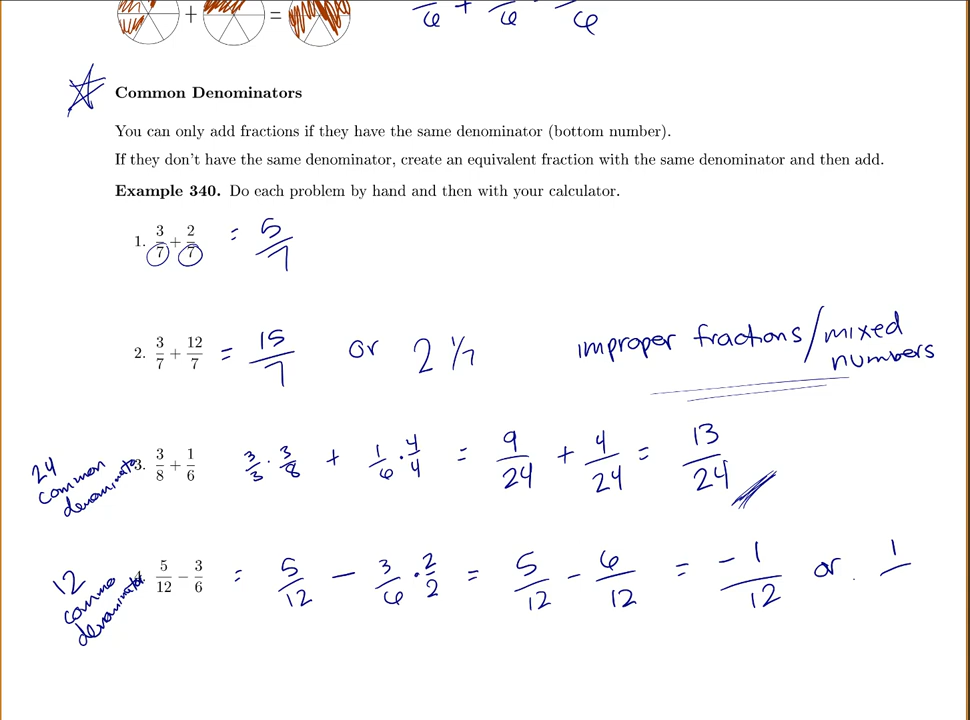 + = /6 + /6 /6
Common Denominators
You can only add fractions if they have the same denominator (bottom number).
If they don't have the same denominator, create an equivalent fraction with the same denominator and then add.
Example 340. Do each problem by hand and then with your calculator.
1. 3/7 + 2/7 = 5/7
2. 3/7 + 12/7 = 15/7 or 2 1/7
improper fractions/mixed
numbers
24
common
denominator
3. 3/8 + 1/6 3/3 · 3/8 + 1/6 · 4/4 = 9/24 + 4/24 = 13/24
12
common
denominator
5/12 − 3/6 = 5/12 − 3/6 · 2/2 = 5/12 − 6/12 = −1/12 or 1/